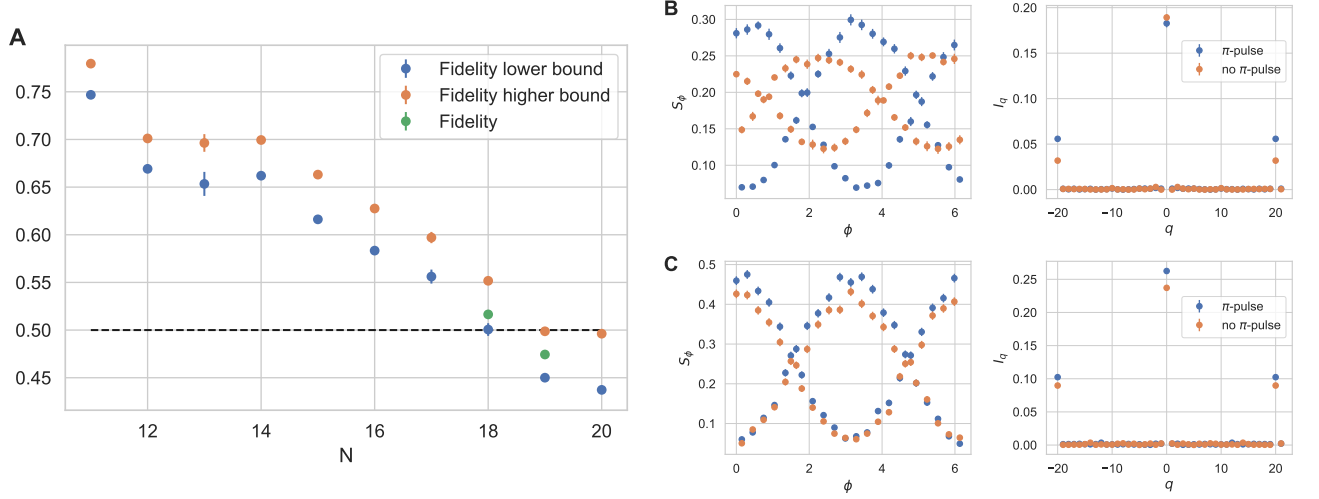 A
0.75
0.70
0.65
0.60
0.55
0.50
0.45
12 14 16 18 20
N
Fidelity lower bound
Fidelity higher bound
Fidelity
B
0.30
0.25
0.20
0.15
0.10
S_ϕ
0 2 4 6
ϕ
0.20
0.15
0.10
0.05
0.00
I_q
−20 −10 0 10 20
q
π-pulse
no π-pulse
C
0.5
0.4
0.3
0.2
0.1
S_ϕ
0 2 4 6
ϕ
0.25
0.20
0.15
0.10
0.05
0.00
I_q
−20 −10 0 10 20
q
π-pulse
no π-pulse